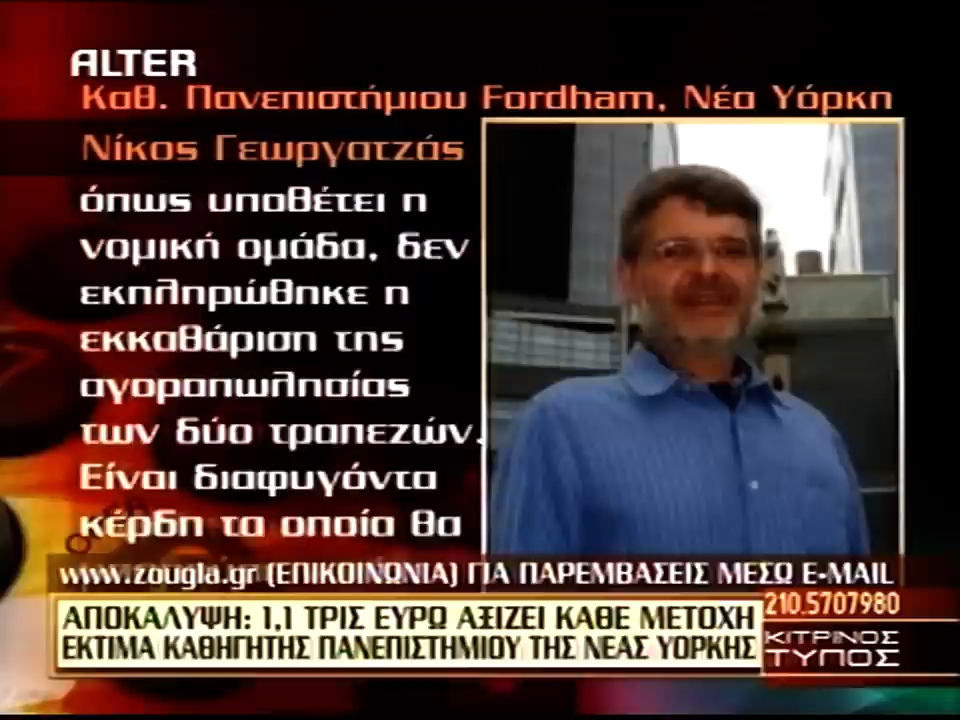 ALTER
Καθ. Πανεπιστήμιου Fordham, Νέα Υόρκη
Νίκος Γεωργατζάς
όπως υποθέτει η
νομική ομάδα, δεν
εκπληρώθηκε η
εκκαθάριση της
αγοραπωλησίας
των δύο τραπεζών.
Είναι διαφυγόντα
κέρδη τα οποία θα
www.zougla.gr (ΕΠΙΚΟΙΝΩΝΙΑ) ΓΙΑ ΠΑΡΕΜΒΑΣΕΙΣ ΜΕΣΩ E-MAIL
210.5707980
ΑΠΟΚΑΛΥΨΗ: 1,1 ΤΡΙΣ ΕΥΡΩ ΑΞΙΖΕΙ ΚΑΘΕ ΜΕΤΟΧΗ
ΕΚΤΙΜΑ ΚΑΘΗΓΗΤΗΣ ΠΑΝΕΠΙΣΤΗΜΙΟΥ ΤΗΣ ΝΕΑΣ ΥΟΡΚΗΣ
ΚΙΤΡΙΝΟΣ
ΤΥΠΟΣ